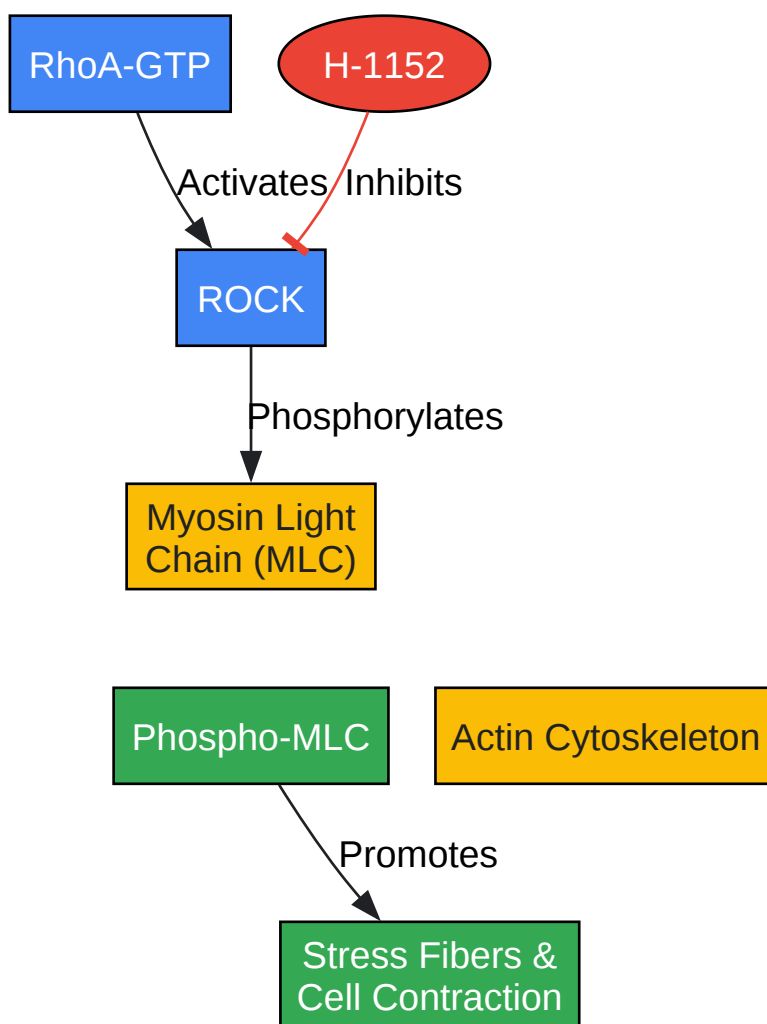 RhoA-GTP
H-1152
Activates
Inhibits
ROCK
Phosphorylates
Myosin Light
Chain (MLC)
Phospho-MLC
Actin Cytoskeleton
Promotes
Stress Fibers &
Cell Contraction